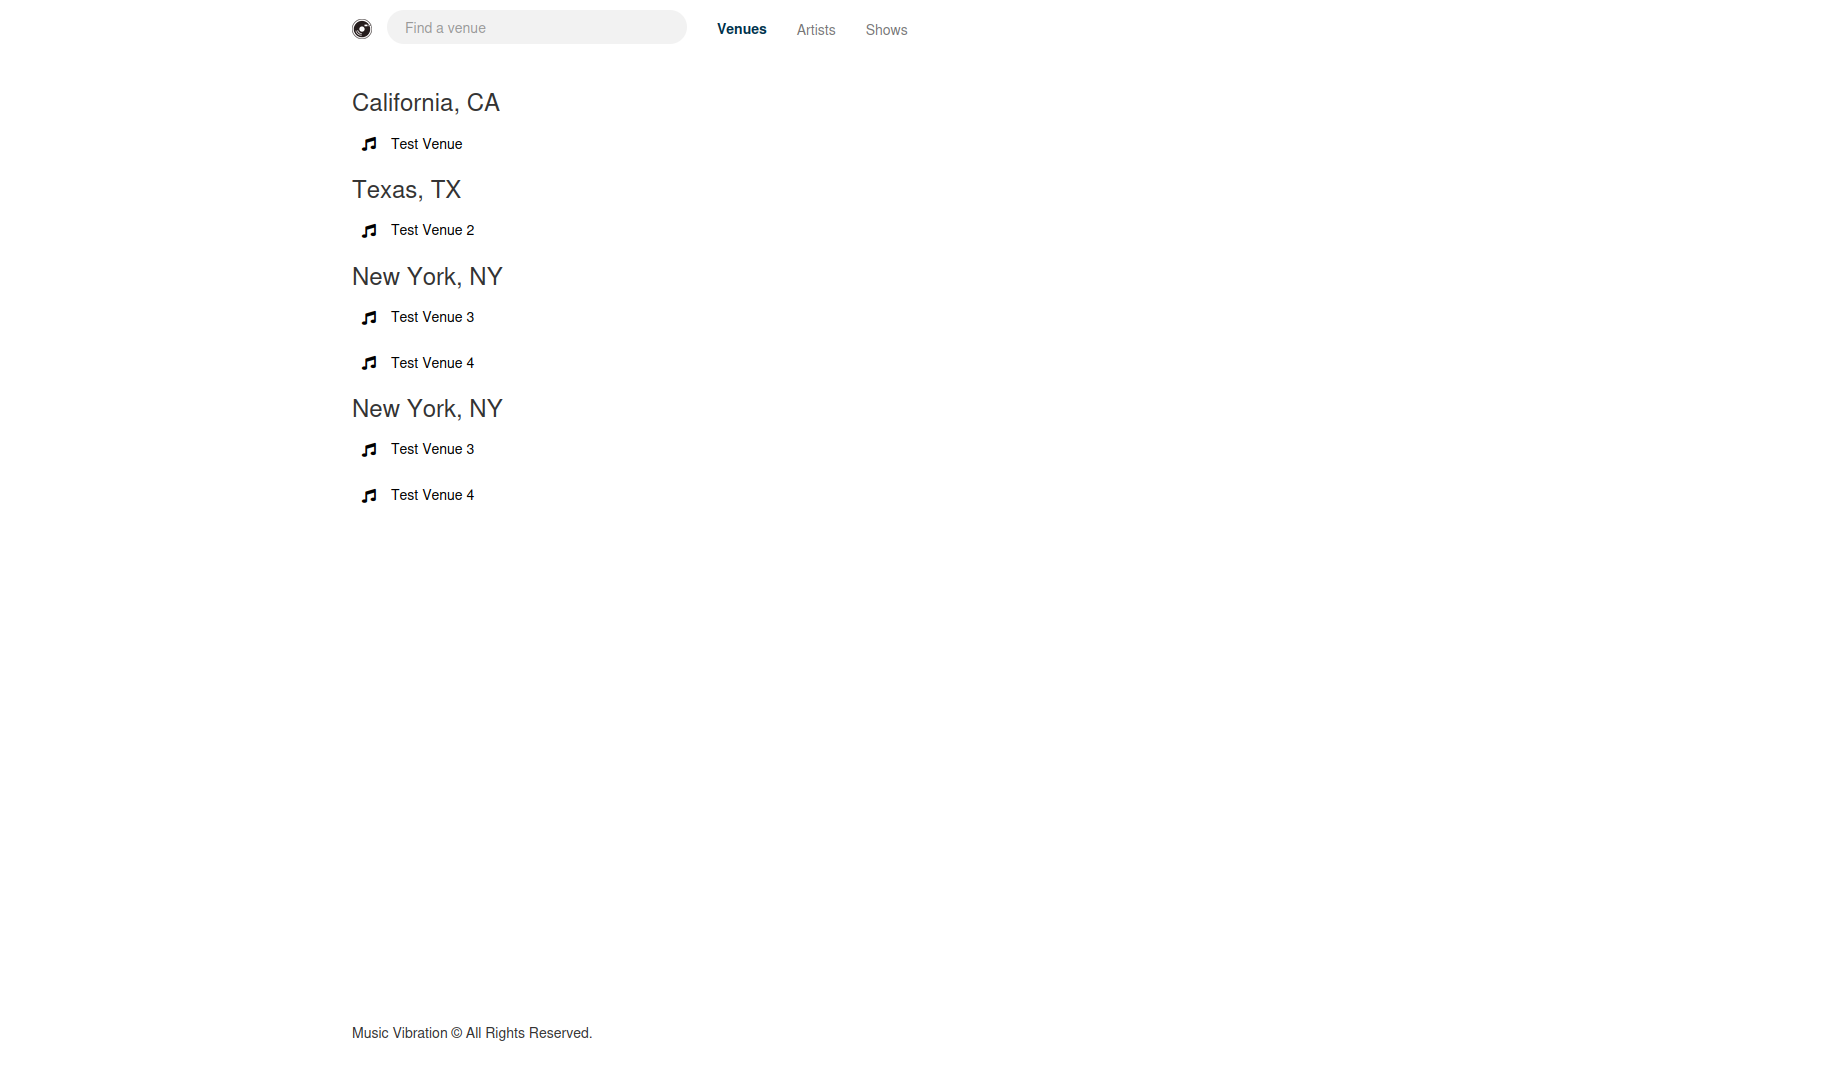 Find a venue
Venues
Artists
Shows
California, CA
Test Venue
Texas, TX
Test Venue 2
New York, NY
Test Venue 3
Test Venue 4
New York, NY
Test Venue 3
Test Venue 4
Music Vibration © All Rights Reserved.